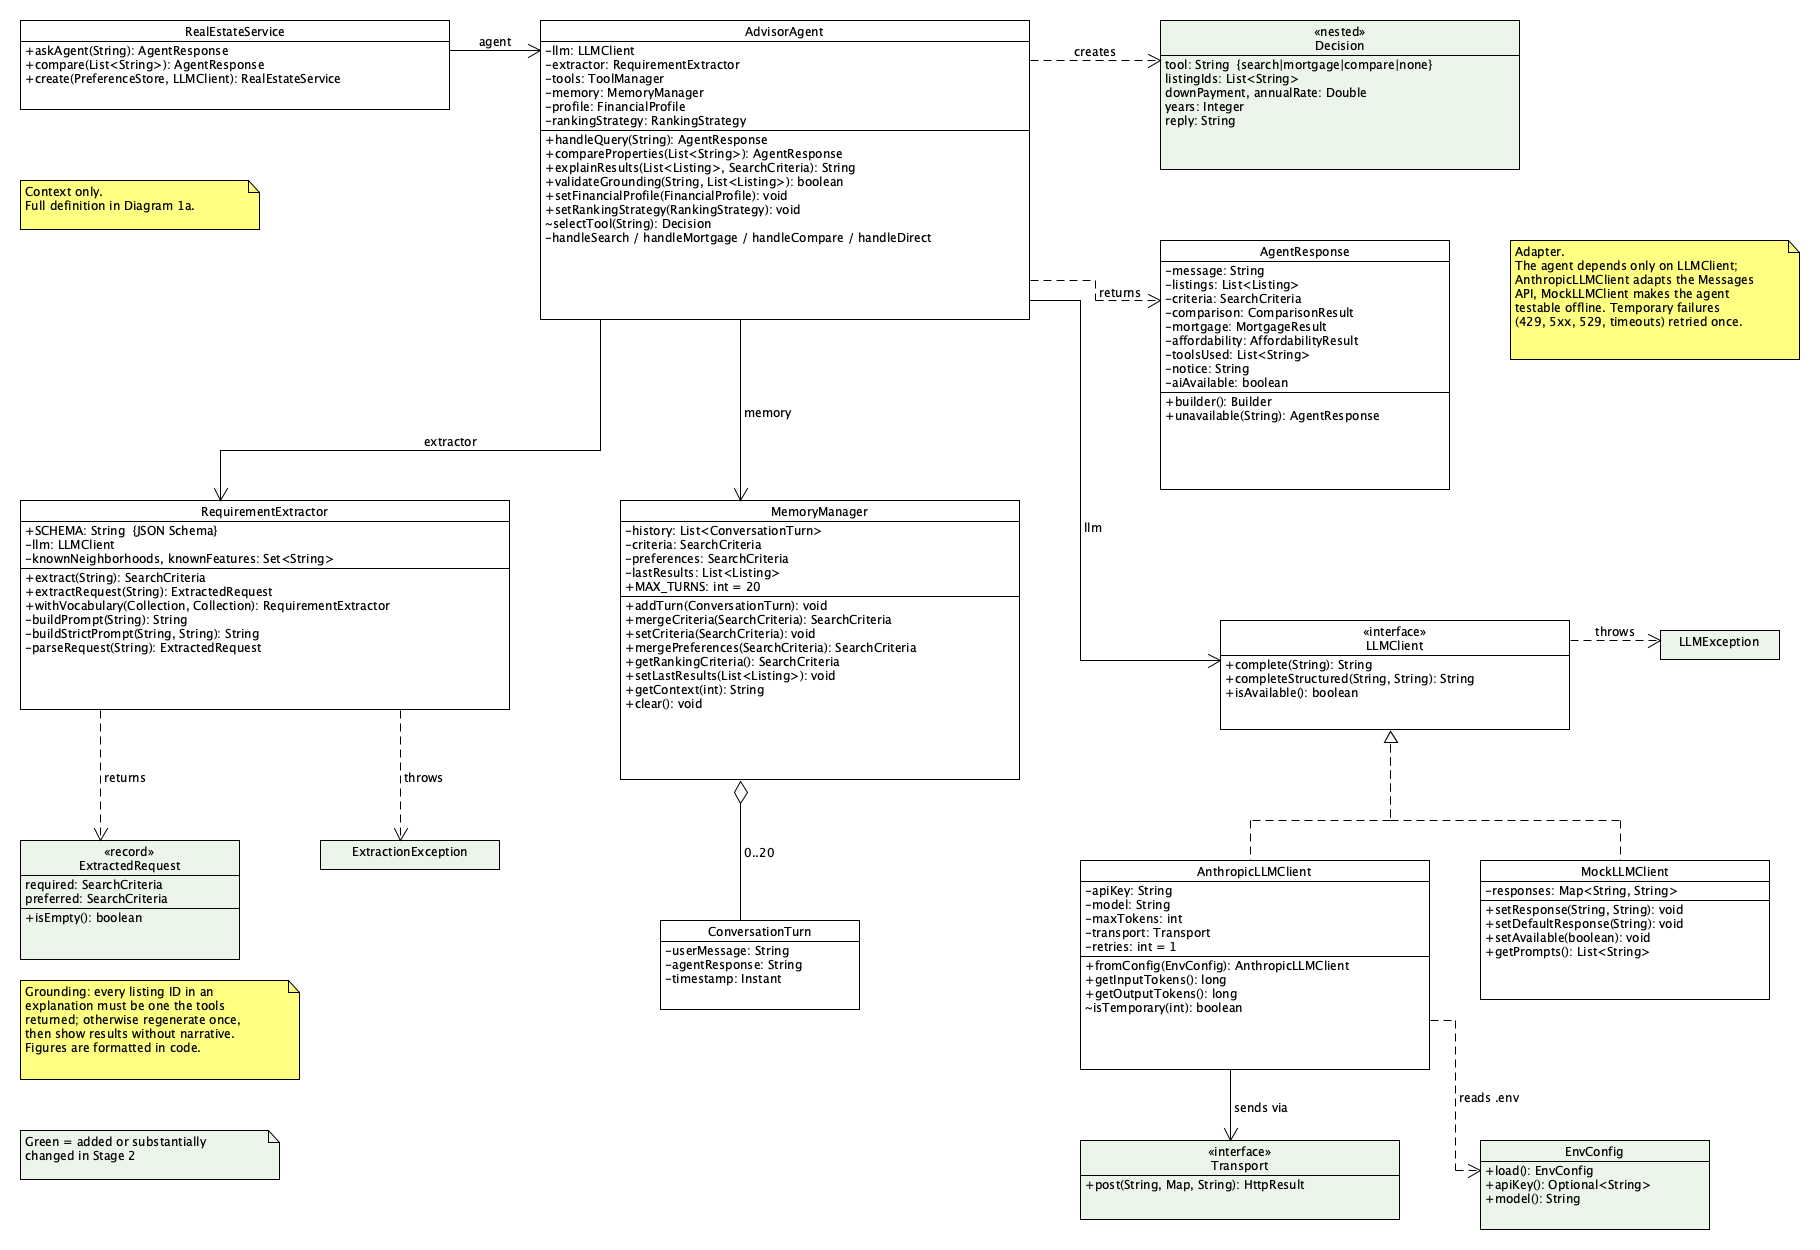 RealEstateService
+askAgent(String): AgentResponse
+compare(List<String>): AgentResponse
+create(PreferenceStore, LLMClient): RealEstateService
agent
AdvisorAgent
-llm: LLMClient
-extractor: RequirementExtractor
-tools: ToolManager
-memory: MemoryManager
-profile: FinancialProfile
-rankingStrategy: RankingStrategy
+handleQuery(String): AgentResponse
+compareProperties(List<String>): AgentResponse
+explainResults(List<Listing>, SearchCriteria): String
+validateGrounding(String, List<Listing>): boolean
+setFinancialProfile(FinancialProfile): void
+setRankingStrategy(RankingStrategy): void
~selectTool(String): Decision
-handleSearch / handleMortgage / handleCompare / handleDirect
creates
«nested»
Decision
tool: String {search|mortgage|compare|none}
listingIds: List<String>
downPayment, annualRate: Double
years: Integer
reply: String
Context only.
Full definition in Diagram 1a.
returns
AgentResponse
-message: String
-listings: List<Listing>
-criteria: SearchCriteria
-comparison: ComparisonResult
-mortgage: MortgageResult
-affordability: AffordabilityResult
-toolsUsed: List<String>
-notice: String
-aiAvailable: boolean
+builder(): Builder
+unavailable(String): AgentResponse
Adapter.
The agent depends only on LLMClient;
AnthropicLLMClient adapts the Messages
API, MockLLMClient makes the agent
testable offline. Temporary failures
(429, 5xx, 529, timeouts) retried once.
extractor
memory
llm
RequirementExtractor
+SCHEMA: String {JSON Schema}
-llm: LLMClient
-knownNeighborhoods, knownFeatures: Set<String>
+extract(String): SearchCriteria
+extractRequest(String): ExtractedRequest
+withVocabulary(Collection, Collection): RequirementExtractor
-buildPrompt(String): String
-buildStrictPrompt(String, String): String
-parseRequest(String): ExtractedRequest
MemoryManager
-history: List<ConversationTurn>
-criteria: SearchCriteria
-preferences: SearchCriteria
-lastResults: List<Listing>
+MAX_TURNS: int = 20
+addTurn(ConversationTurn): void
+mergeCriteria(SearchCriteria): SearchCriteria
+setCriteria(SearchCriteria): void
+mergePreferences(SearchCriteria): SearchCriteria
+getRankingCriteria(): SearchCriteria
+setLastResults(List<Listing>): void
+getContext(int): String
+clear(): void
«interface»
LLMClient
+complete(String): String
+completeStructured(String, String): String
+isAvailable(): boolean
throws
LLMException
returns
throws
«record»
ExtractedRequest
required: SearchCriteria
preferred: SearchCriteria
+isEmpty(): boolean
ExtractionException
0..20
ConversationTurn
-userMessage: String
-agentResponse: String
-timestamp: Instant
AnthropicLLMClient
-apiKey: String
-model: String
-maxTokens: int
-transport: Transport
-retries: int = 1
+fromConfig(EnvConfig): AnthropicLLMClient
+getInputTokens(): long
+getOutputTokens(): long
~isTemporary(int): boolean
MockLLMClient
-responses: Map<String, String>
+setResponse(String, String): void
+setDefaultResponse(String): void
+setAvailable(boolean): void
+getPrompts(): List<String>
Grounding: every listing ID in an
explanation must be one the tools
returned; otherwise regenerate once,
then show results without narrative.
Figures are formatted in code.
sends via
reads .env
Green = added or substantially
changed in Stage 2
«interface»
Transport
+post(String, Map, String): HttpResult
EnvConfig
+load(): EnvConfig
+apiKey(): Optional<String>
+model(): String